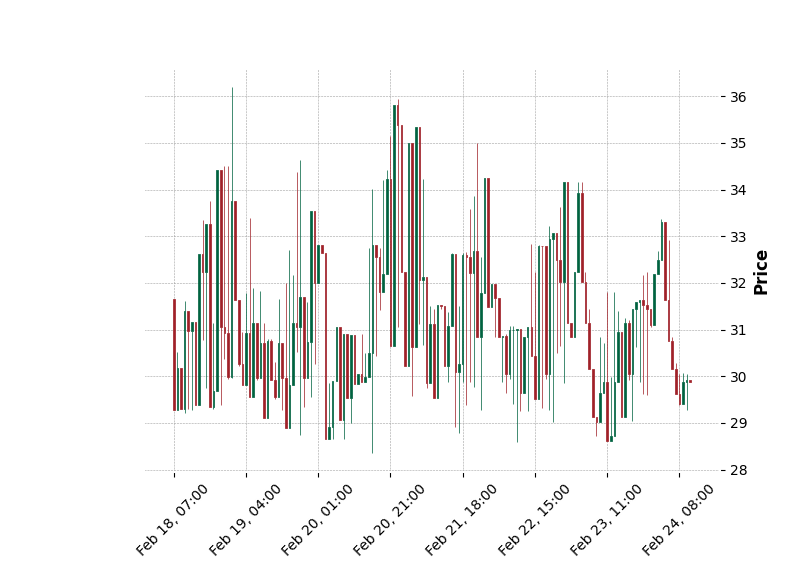 36
35
34
33
32
31
30
29
28
Price
Feb 18, 07:00
Feb 19, 04:00
Feb 20, 01:00
Feb 20, 21:00
Feb 21, 18:00
Feb 22, 15:00
Feb 23, 11:00
Feb 24, 08:00